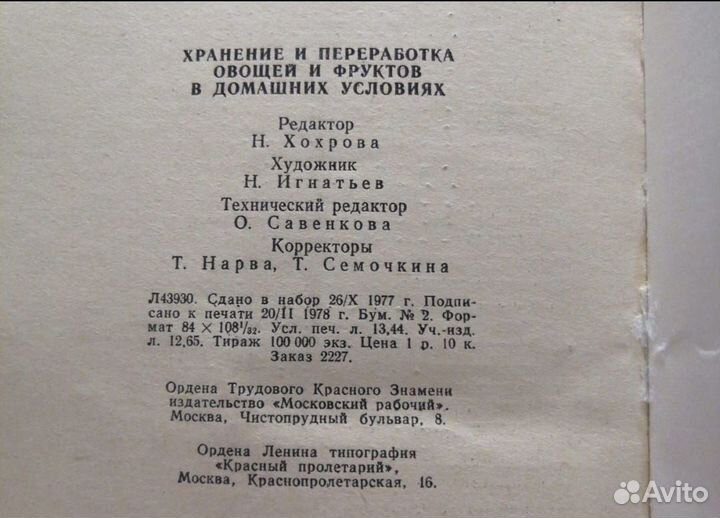 ХРАНЕНИЕ И ПЕРЕРАБОТКА
ОВОЩЕЙ И ФРУКТОВ
В ДОМАШНИХ УСЛОВИЯХ
Редактор
Н. Хохрова
Художник
Н. Игнатьев
Технический редактор
О. Савенкова
Корректоры
Т. Нарва, Т. Семочкина
Л43930. Сдано в набор 26/X 1977 г. Подпи-
сано к печати 20/II 1978 г. Бум. № 2. Фор-
мат 84 × 108¹/₃₂. Усл. печ. л. 13,44. Уч.-изд.
л. 12,65. Тираж 100 000 экз. Цена 1 р. 10 к.
Заказ 2227.
Ордена Трудового Красного Знамени
издательство «Московский рабочий».
Москва, Чистопрудный бульвар, 8.
Ордена Ленина типография
«Красный пролетарий»,
Москва, Краснопролетарская, 16.
Avito